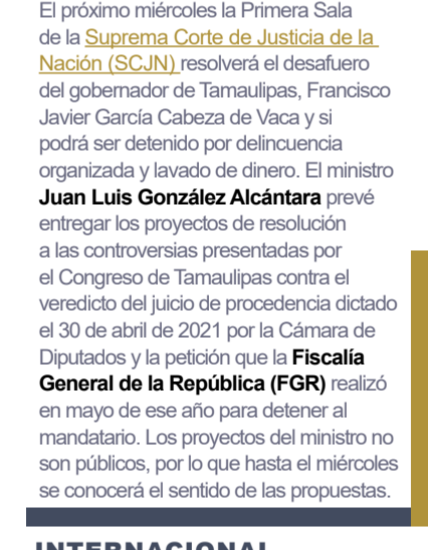 El próximo miércoles la Primera Sala
de la Suprema Corte de Justicia de la
Nación (SCJN) resolverá el desafuero
del gobernador de Tamaulipas, Francisco
Javier García Cabeza de Vaca y si
podrá ser detenido por delincuencia
organizada y lavado de dinero. El ministro
Juan Luis González Alcántara prevé
entregar los proyectos de resolución
a las controversias presentadas por
el Congreso de Tamaulipas contra el
veredicto del juicio de procedencia dictado
el 30 de abril de 2021 por la Cámara de
Diputados y la petición que la Fiscalía
General de la República (FGR) realizó
en mayo de ese año para detener al
mandatario. Los proyectos del ministro no
son públicos, por lo que hasta el miércoles
se conocerá el sentido de las propuestas.
INTERNACIONAL